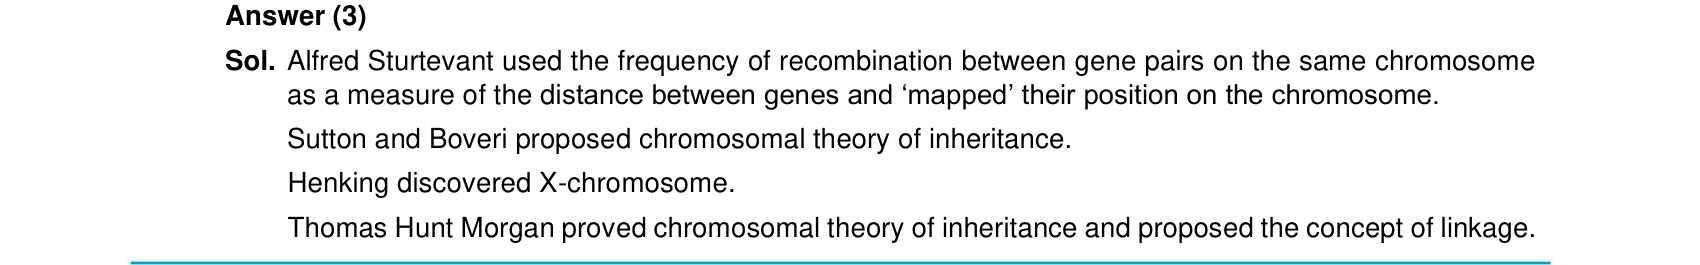 Answer (3)
Sol. Alfred Sturtevant used the frequency of recombination between gene pairs on the same chromosome
as a measure of the distance between genes and ‘mapped’ their position on the chromosome.
Sutton and Boveri proposed chromosomal theory of inheritance.
Henking discovered X-chromosome.
Thomas Hunt Morgan proved chromosomal theory of inheritance and proposed the concept of linkage.